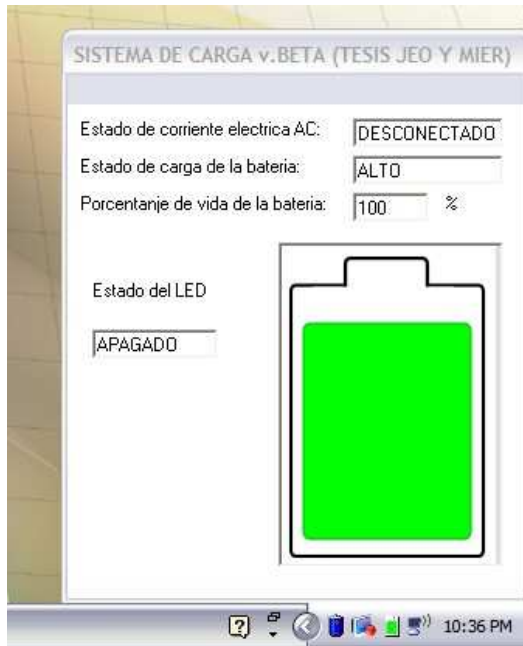 SISTEMA DE CARGA v.BETA (TESIS JEO Y MIER)
Estado de corriente electrica AC: DESCONECTADO
Estado de carga de la bateria: ALTO
Porcentanje de vida de la bateria: 100 %
Estado del LED
APAGADO
10:36 PM